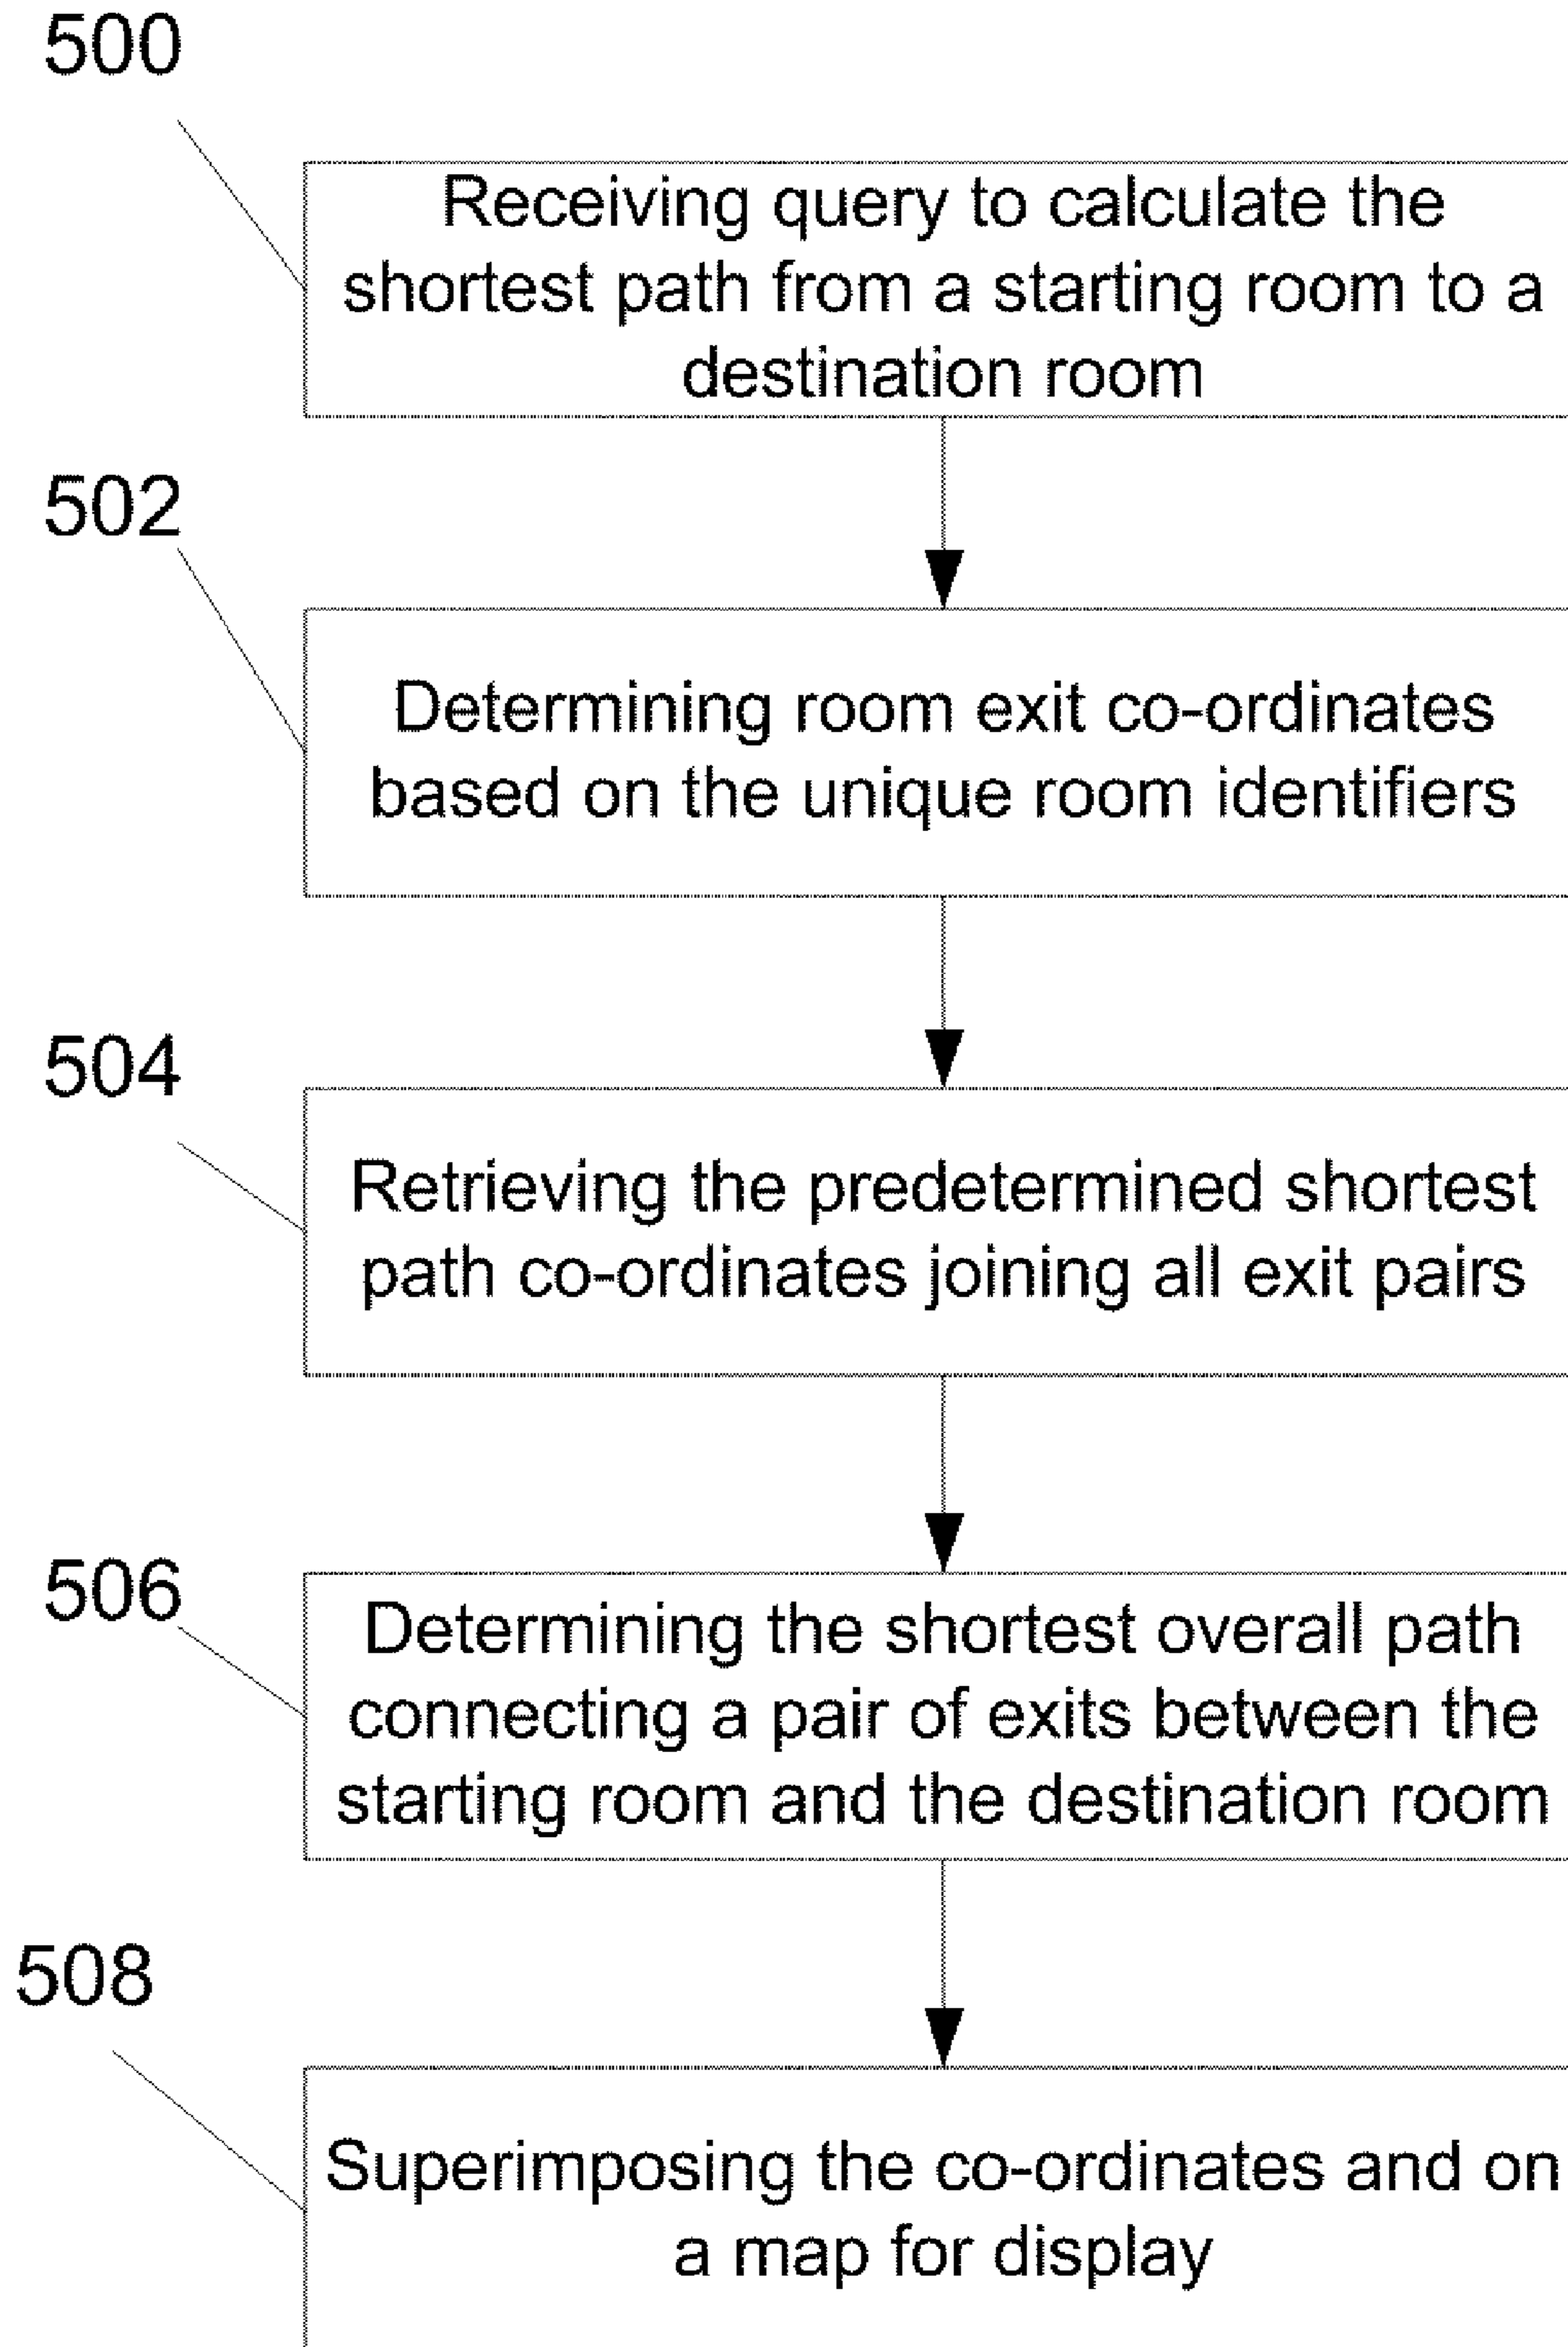 500
Receiving query to calculate the
shortest path from a starting room to a
destination room
502
Determining room exit co-ordinates
based on the unique room identifiers
504
Retrieving the predetermined shortest
path co-ordinates joining all exit pairs
506
Determining the shortest overall path
connecting a pair of exits between the
starting room and the destination room
508
Superimposing the co-ordinates and on
a map for display